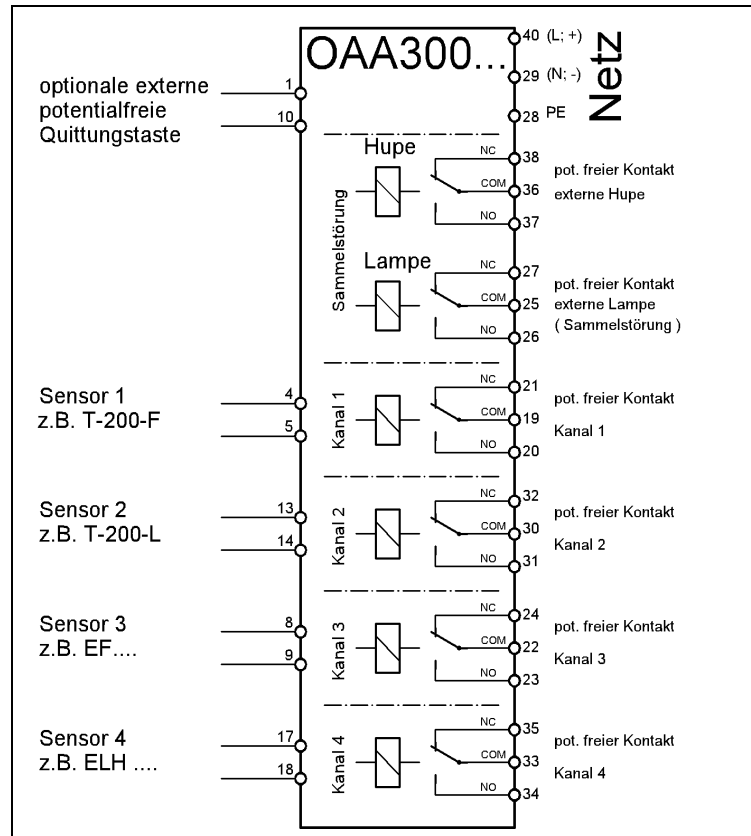 OAA300...
40 (L; +)
29 (N; -)
28 PE
Netz
optionale externe
potentialfreie
Quittungstaste
1
10
Sammelstörung
Hupe
NC
38
COM
36
NO
37
pot. freier Kontakt
externe Hupe
Lampe
NC
27
COM
25
NO
26
pot. freier Kontakt
externe Lampe
( Sammelstörung )
Sensor 1
z.B. T-200-F
4
5
Kanal 1
NC
21
COM
19
NO
20
pot. freier Kontakt
Kanal 1
Sensor 2
z.B. T-200-L
13
14
Kanal 2
NC
32
COM
30
NO
31
pot. freier Kontakt
Kanal 2
Sensor 3
z.B. EF....
8
9
Kanal 3
NC
24
COM
22
NO
23
pot. freier Kontakt
Kanal 3
Sensor 4
z.B. ELH ....
17
18
Kanal 4
NC
35
COM
33
NO
34
pot. freier Kontakt
Kanal 4